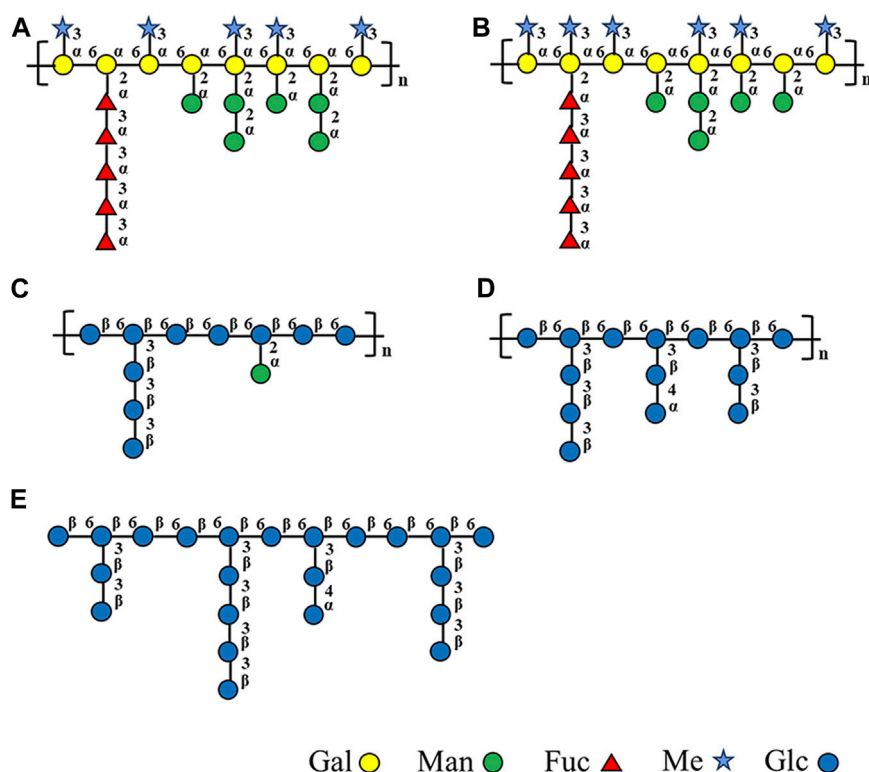 A
3 3 3 3 3
[ α 6 α 6 α 6 α 6 α 6 α 6 α 6 ] n
2 2 2 2 2
α α α α α
3 2 2
α α α
3
α
3
α
3
α
B
3 3 3 3 3 3
[ α 6 α 6 α 6 α 6 α 6 α 6 α 6 ] n
2 2 2 2 2
α α α α α
3 2
α α
3
α
3
α
3
α
C
[ β 6 β 6 β 6 β 6 β 6 β 6 ] n
3 2
β α
3
β
3
β
D
[ β 6 β 6 β 6 β 6 β 6 β 6 ] n
3 3 3
β β β
3 4 3
β α β
3
β
E
β 6 β 6 β 6 β 6 β 6 β 6 β 6 β 6 β 6 β 6
3 3 3 3
β β β β
3 3 4 3
β β α β
3 3
β β
3
β
Gal Man Fuc Me Glc